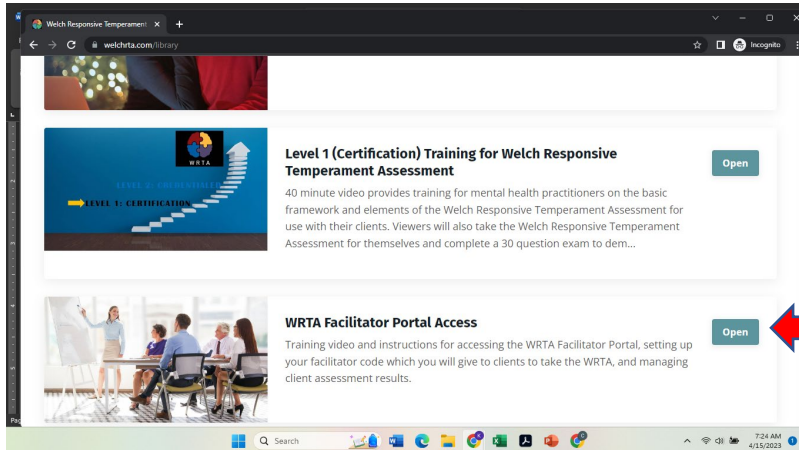 Welch Responsive Temperament
welchrta.com/library
Incognito
WRTA
LEVEL 2: CREDENTIALED
LEVEL 1: CERTIFICATION
Level 1 (Certification) Training for Welch Responsive
Temperament Assessment
Open
40 minute video provides training for mental health practitioners on the basic
framework and elements of the Welch Responsive Temperament Assessment for
use with their clients. Viewers will also take the Welch Responsive Temperament
Assessment for themselves and complete a 30 question exam to dem...
WRTA Facilitator Portal Access
Open
Training video and instructions for accessing the WRTA Facilitator Portal, setting up
your facilitator code which you will give to clients to take the WRTA, and managing
client assessment results.
Search
7:24 AM
4/15/2023